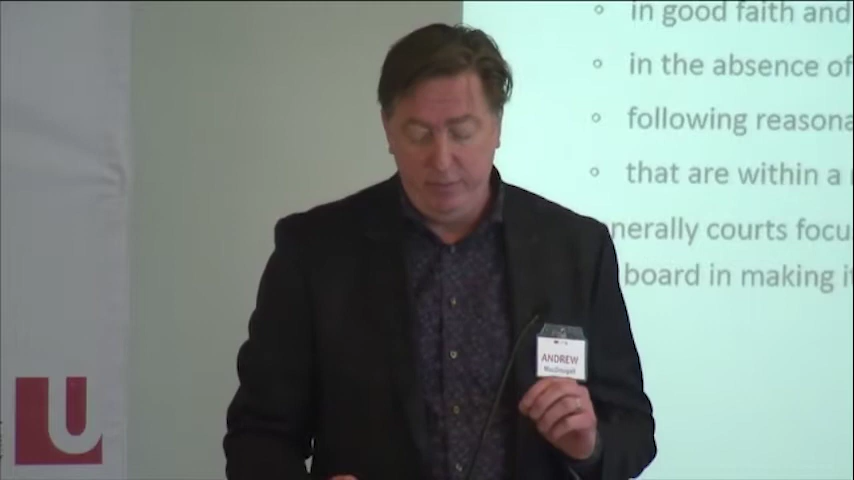 in good faith and
in the absence of
following reasona
that are within a
nerally courts focu
board in making i
ANDREW
MacDougall
U